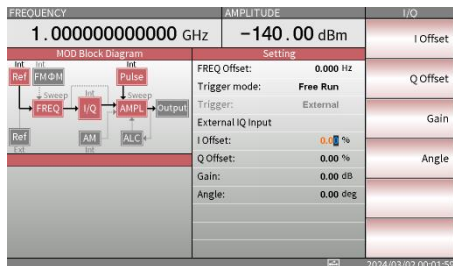 FREQUENCY
AMPLITUDE
I/O
1.000000000000 GHz
−140.00 dBm
MOD Block Diagram
Setting
Int
Int
Int
Ref
FMΦM
Pulse
Sweep
Int
Sweep
FREQ
I/Q
AMPL
Output
Ref
AM
ALC
Ext
Int
FREQ Offset: 0.000 Hz
Trigger mode: Free Run
Trigger: External
External IQ Input
I Offset: 0.00 %
Q Offset: 0.00 %
Gain: 0.00 dB
Angle: 0.00 deg
I Offset
Q Offset
Gain
Angle
2024/03/02 00:01:59